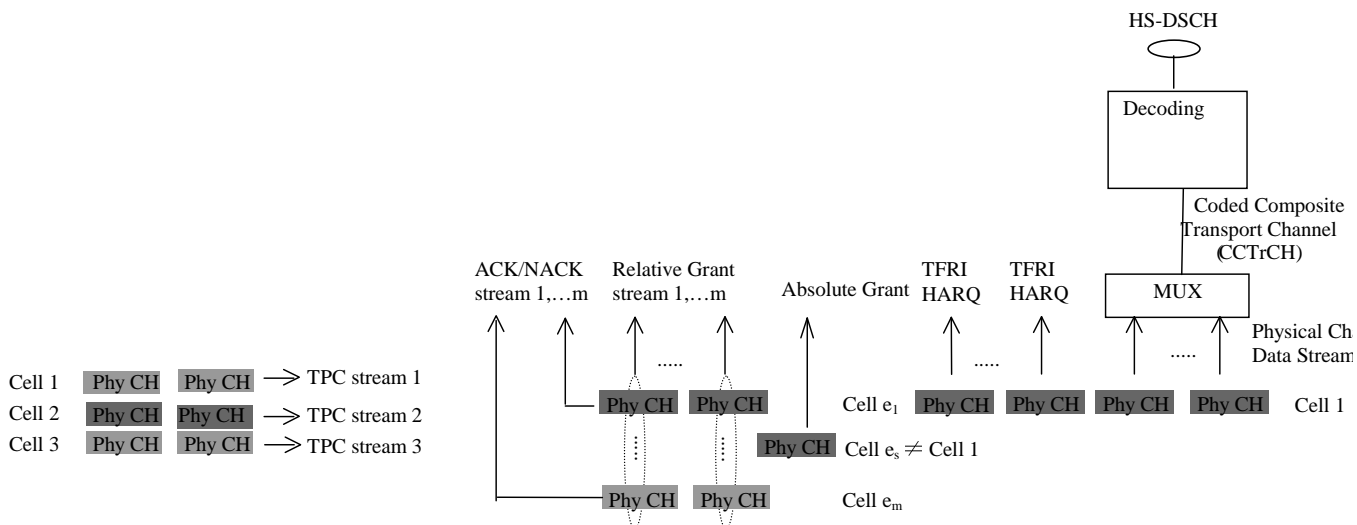 HS-DSCH
Decoding
Coded Composite
Transport Channel
(CCTrCH)
ACK/NACK
stream 1,…m
Relative Grant
stream 1,…m
Absolute Grant
TFRI
HARQ
TFRI
HARQ
MUX
Physical Cha
Data Stream
.....
.....
.....
Cell 1 Phy CH Phy CH TPC stream 1
Cell 2 Phy CH Phy CH TPC stream 2
Cell 3 Phy CH Phy CH TPC stream 3
Phy CH Phy CH Cell e1 Phy CH Phy CH Phy CH Phy CH Cell 1
Phy CH Cell es ≠ Cell 1
Phy CH Phy CH Cell em